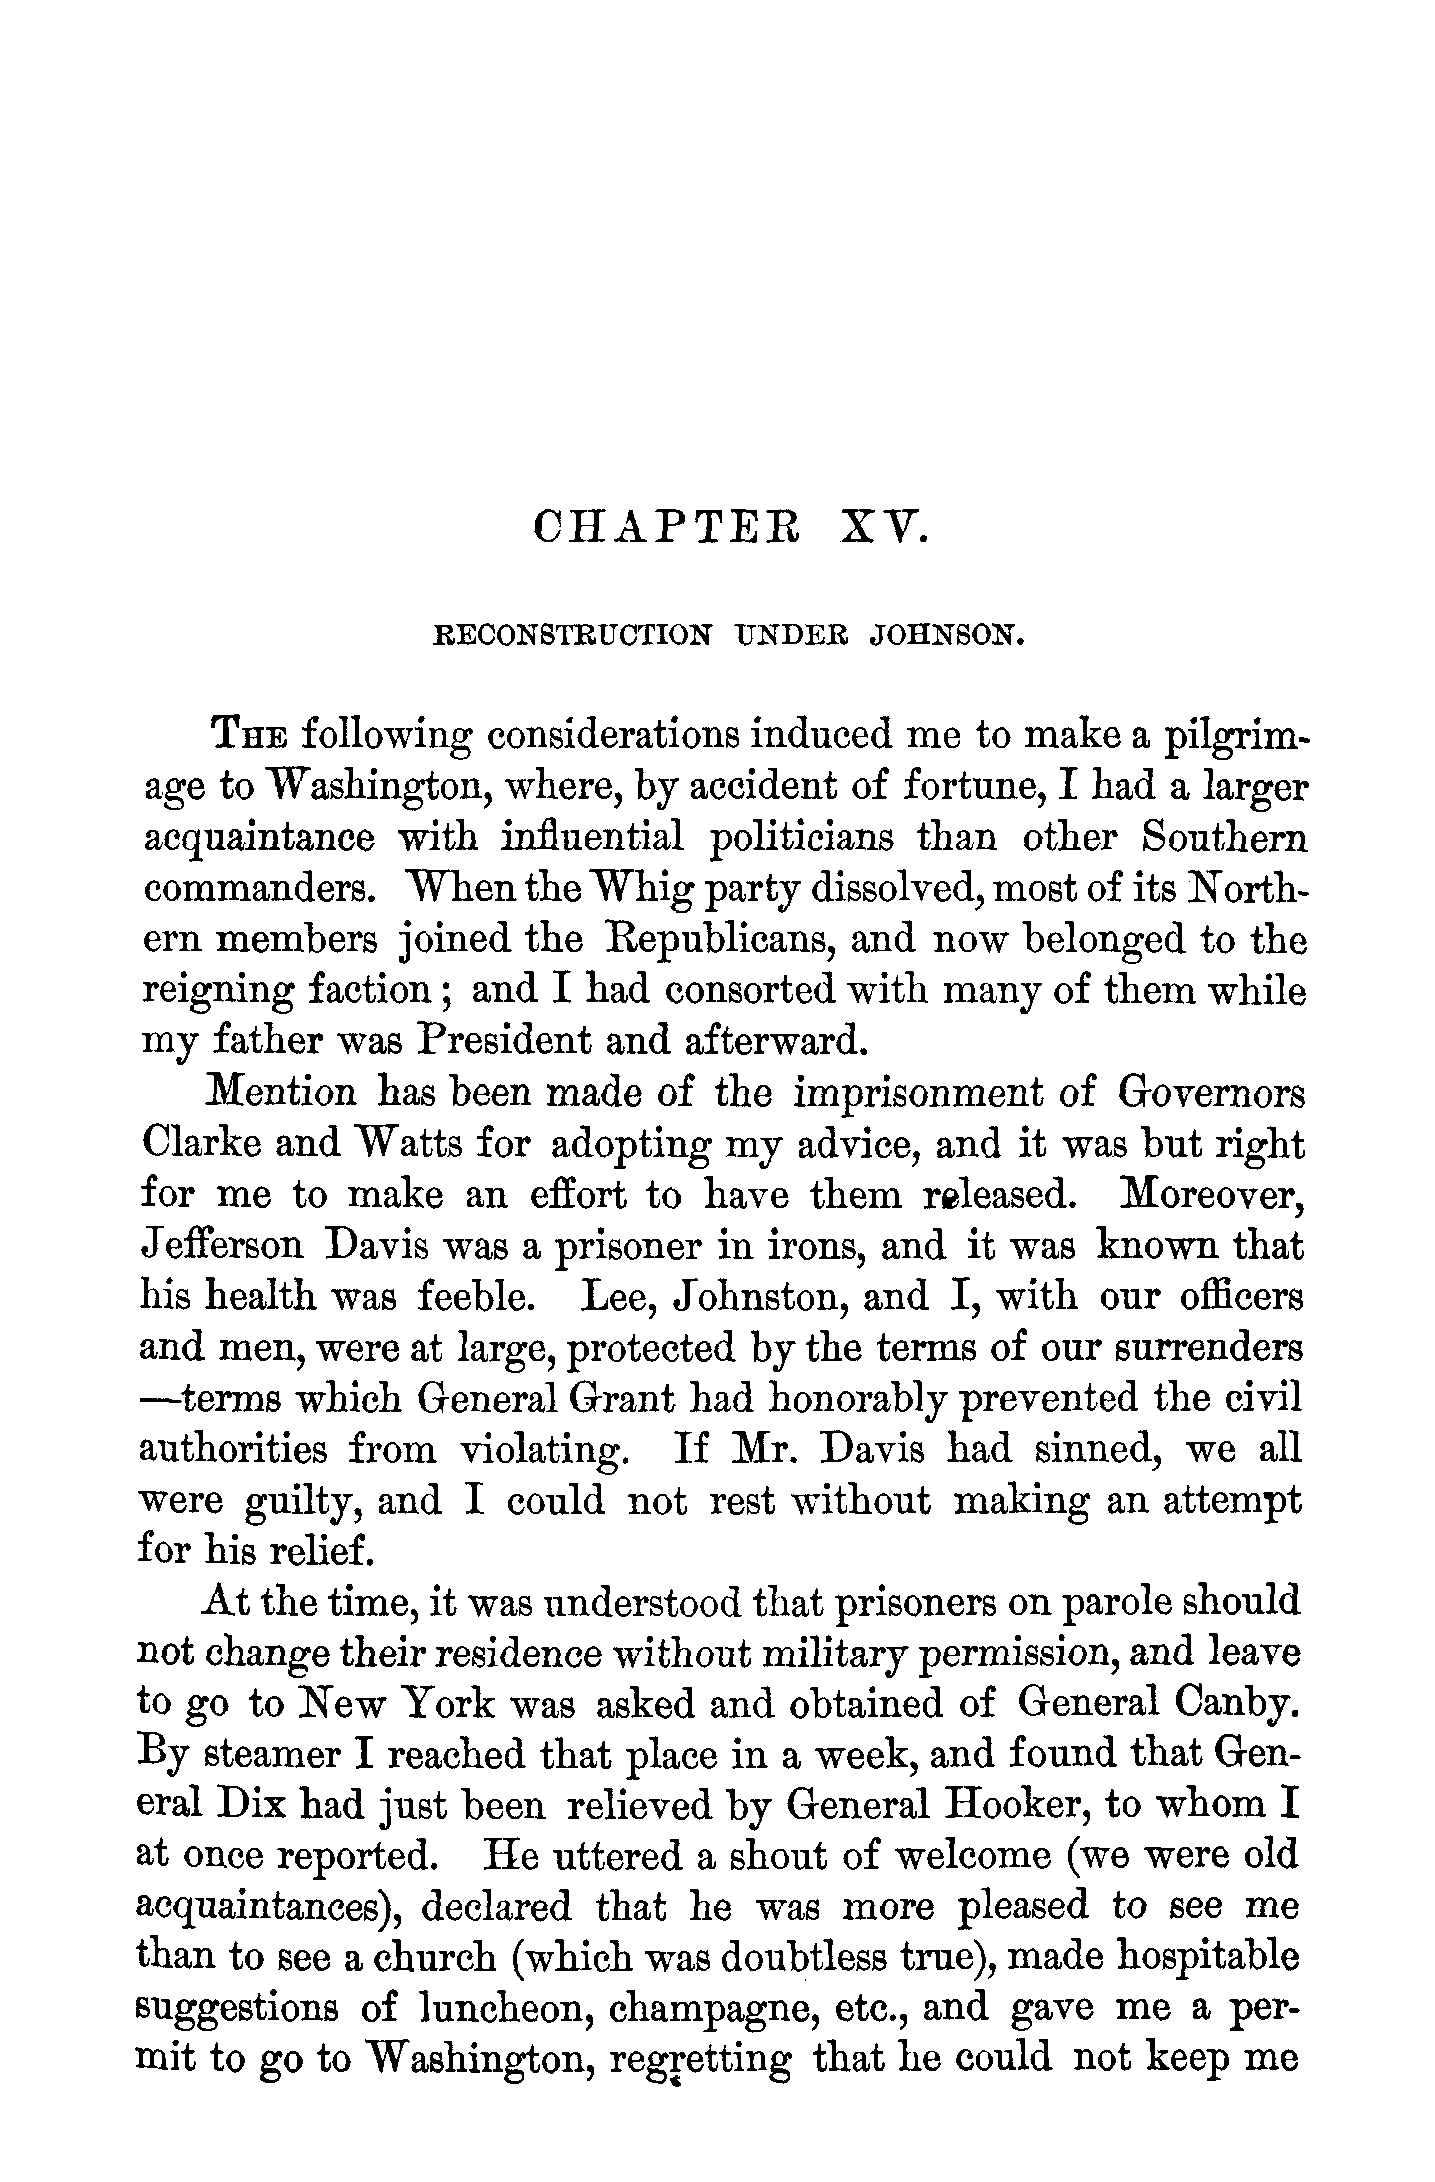 CHAPTER XV.
RECONSTRUCTION UNDER JOHNSON.
THE following considerations induced me to make a pilgrim-
age to Washington, where, by accident of fortune, I had a larger
acquaintance with influential politicians than other Southern
commanders. When the Whig party dissolved, most of its North-
ern members joined the Republicans, and now belonged to the
reigning faction; and I had consorted with many of them while
my father was President and afterward.
Mention has been made of the imprisonment of Governors
Clarke and Watts for adopting my advice, and it was but right
for me to make an effort to have them released. Moreover,
Jefferson Davis was a prisoner in irons, and it was known that
his health was feeble. Lee, Johnston, and I, with our officers
and men, were at large, protected by the terms of our surrenders
—terms which General Grant had honorably prevented the civil
authorities from violating. If Mr. Davis had sinned, we all
were guilty, and I could not rest without making an attempt
for his relief.
At the time, it was understood that prisoners on parole should
not change their residence without military permission, and leave
to go to New York was asked and obtained of General Canby.
By steamer I reached that place in a week, and found that Gen-
eral Dix had just been relieved by General Hooker, to whom I
at once reported. He uttered a shout of welcome (we were old
acquaintances), declared that he was more pleased to see me
than to see a church (which was doubtless true), made hospitable
suggestions of luncheon, champagne, etc., and gave me a per-
mit to go to Washington, regretting that he could not keep me